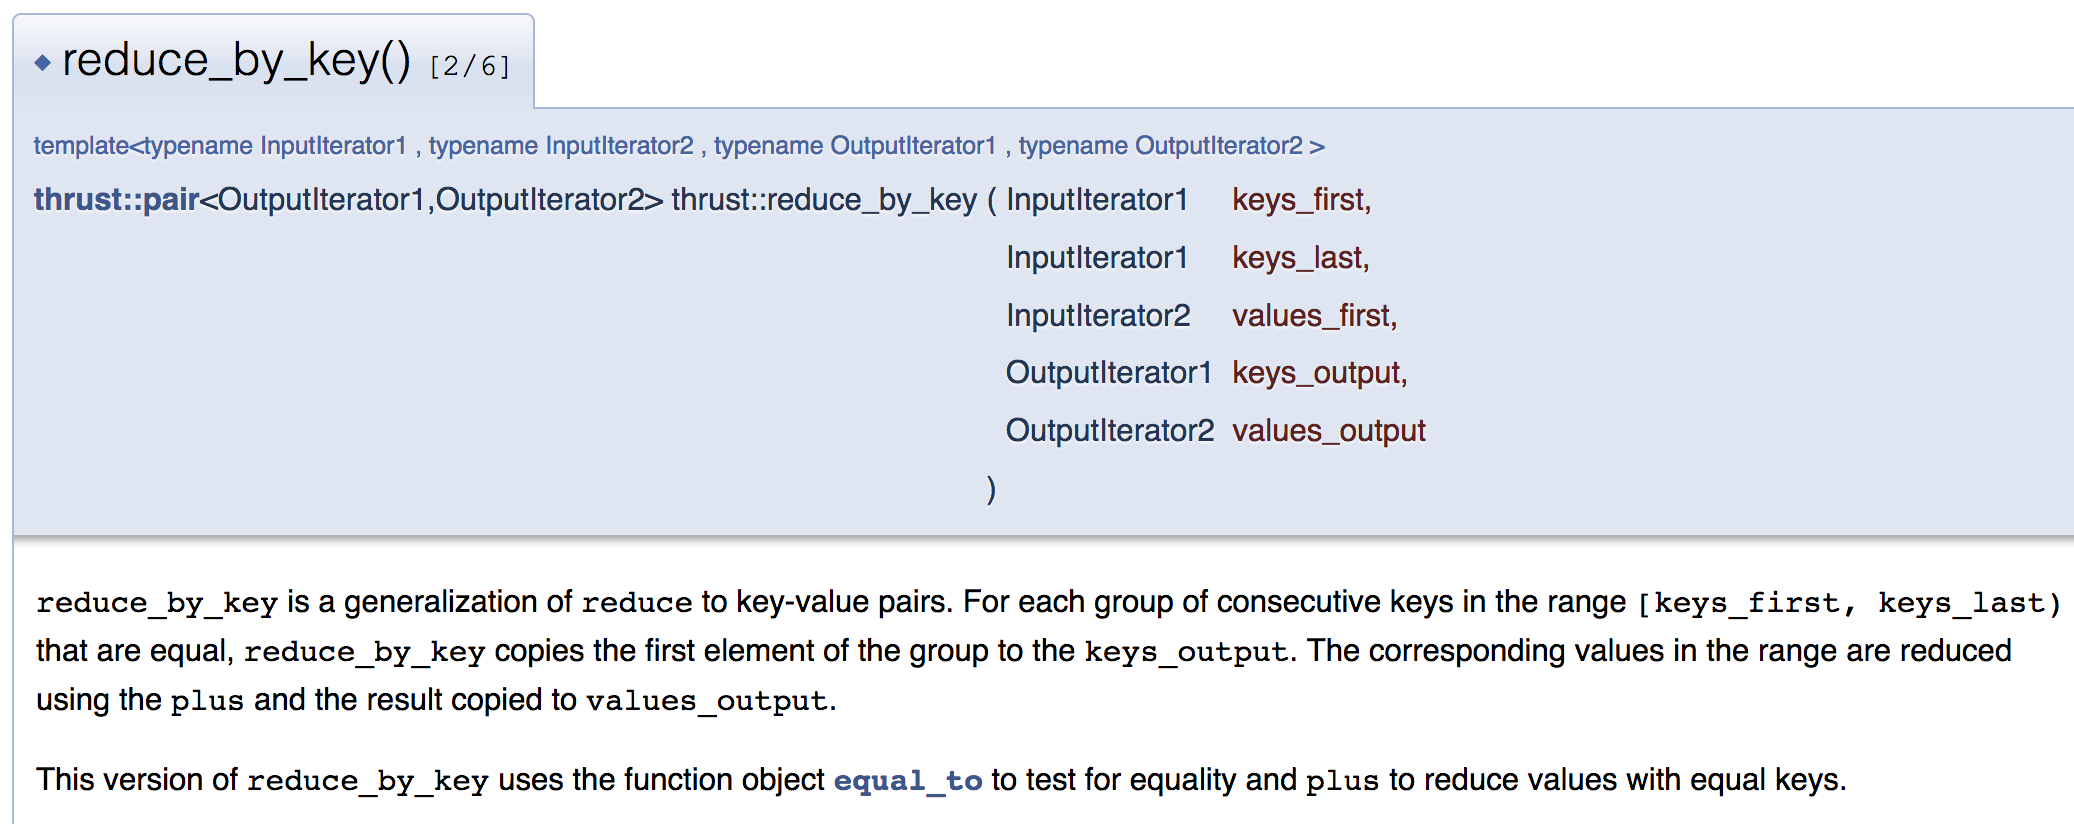 ◆ reduce_by_key() [2/6]
template<typename InputIterator1 , typename InputIterator2 , typename OutputIterator1 , typename OutputIterator2 >
thrust::pair<OutputIterator1,OutputIterator2> thrust::reduce_by_key ( InputIterator1 keys_first,
InputIterator1 keys_last,
InputIterator2 values_first,
OutputIterator1 keys_output,
OutputIterator2 values_output
)
reduce_by_key is a generalization of reduce to key-value pairs. For each group of consecutive keys in the range [keys_first, keys_last)
that are equal, reduce_by_key copies the first element of the group to the keys_output. The corresponding values in the range are reduced
using the plus and the result copied to values_output.
This version of reduce_by_key uses the function object equal_to to test for equality and plus to reduce values with equal keys.